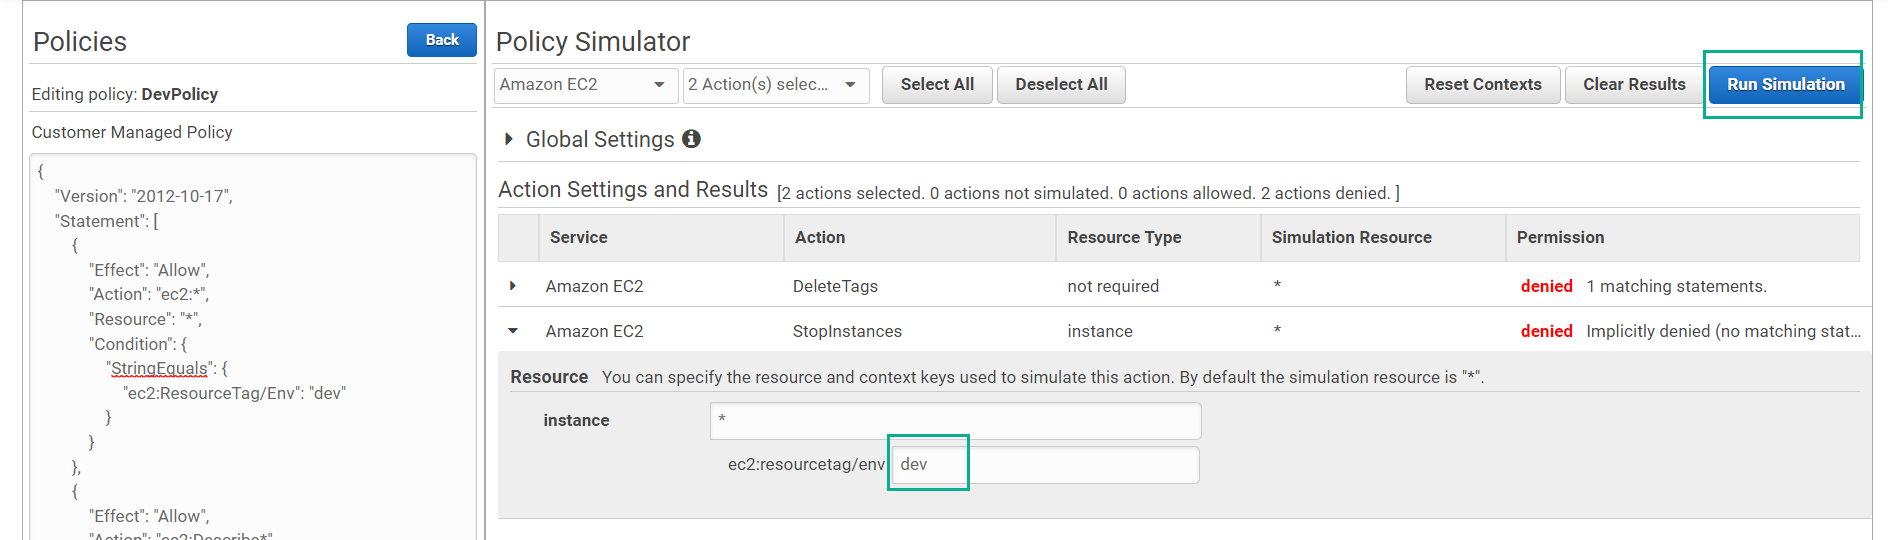 Policies
Back
Editing policy: DevPolicy
Customer Managed Policy
{
"Version": "2012-10-17",
"Statement": [
{
"Effect": "Allow",
"Action": "ec2:*",
"Resource": "*",
"Condition": {
"StringEquals": {
"ec2:ResourceTag/Env": "dev"
}
}
},
{
"Effect": "Allow",
"Action": "ec2:Describe*"
Policy Simulator
Amazon EC2
2 Action(s) selec...
Select All
Deselect All
Reset Contexts
Clear Results
Run Simulation
Global Settings
Action Settings and Results [2 actions selected. 0 actions not simulated. 0 actions allowed. 2 actions denied. ]
Service Action Resource Type Simulation Resource Permission
Amazon EC2 DeleteTags not required * denied 1 matching statements.
Amazon EC2 StopInstances instance * denied Implicitly denied (no matching stat...
Resource You can specify the resource and context keys used to simulate this action. By default the simulation resource is "*".
instance *
ec2:resourcetag/env dev